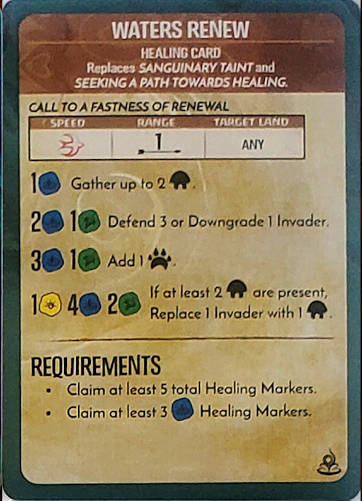 WATERS RENEW
HEALING CARD
Replaces SANGUINARY TAINT and
SEEKING A PATH TOWARDS HEALING.
CALL TO A FASTNESS OF RENEWAL
SPEED RANGE TARGET LAND
1 ANY
1 Gather up to 2 .
2 1 Defend 3 or Downgrade 1 Invader.
3 1 Add 1 .
1 4 2 If at least 2 are present,
Replace 1 Invader with 1 .
REQUIREMENTS
• Claim at least 5 total Healing Markers.
• Claim at least 3 Healing Markers.